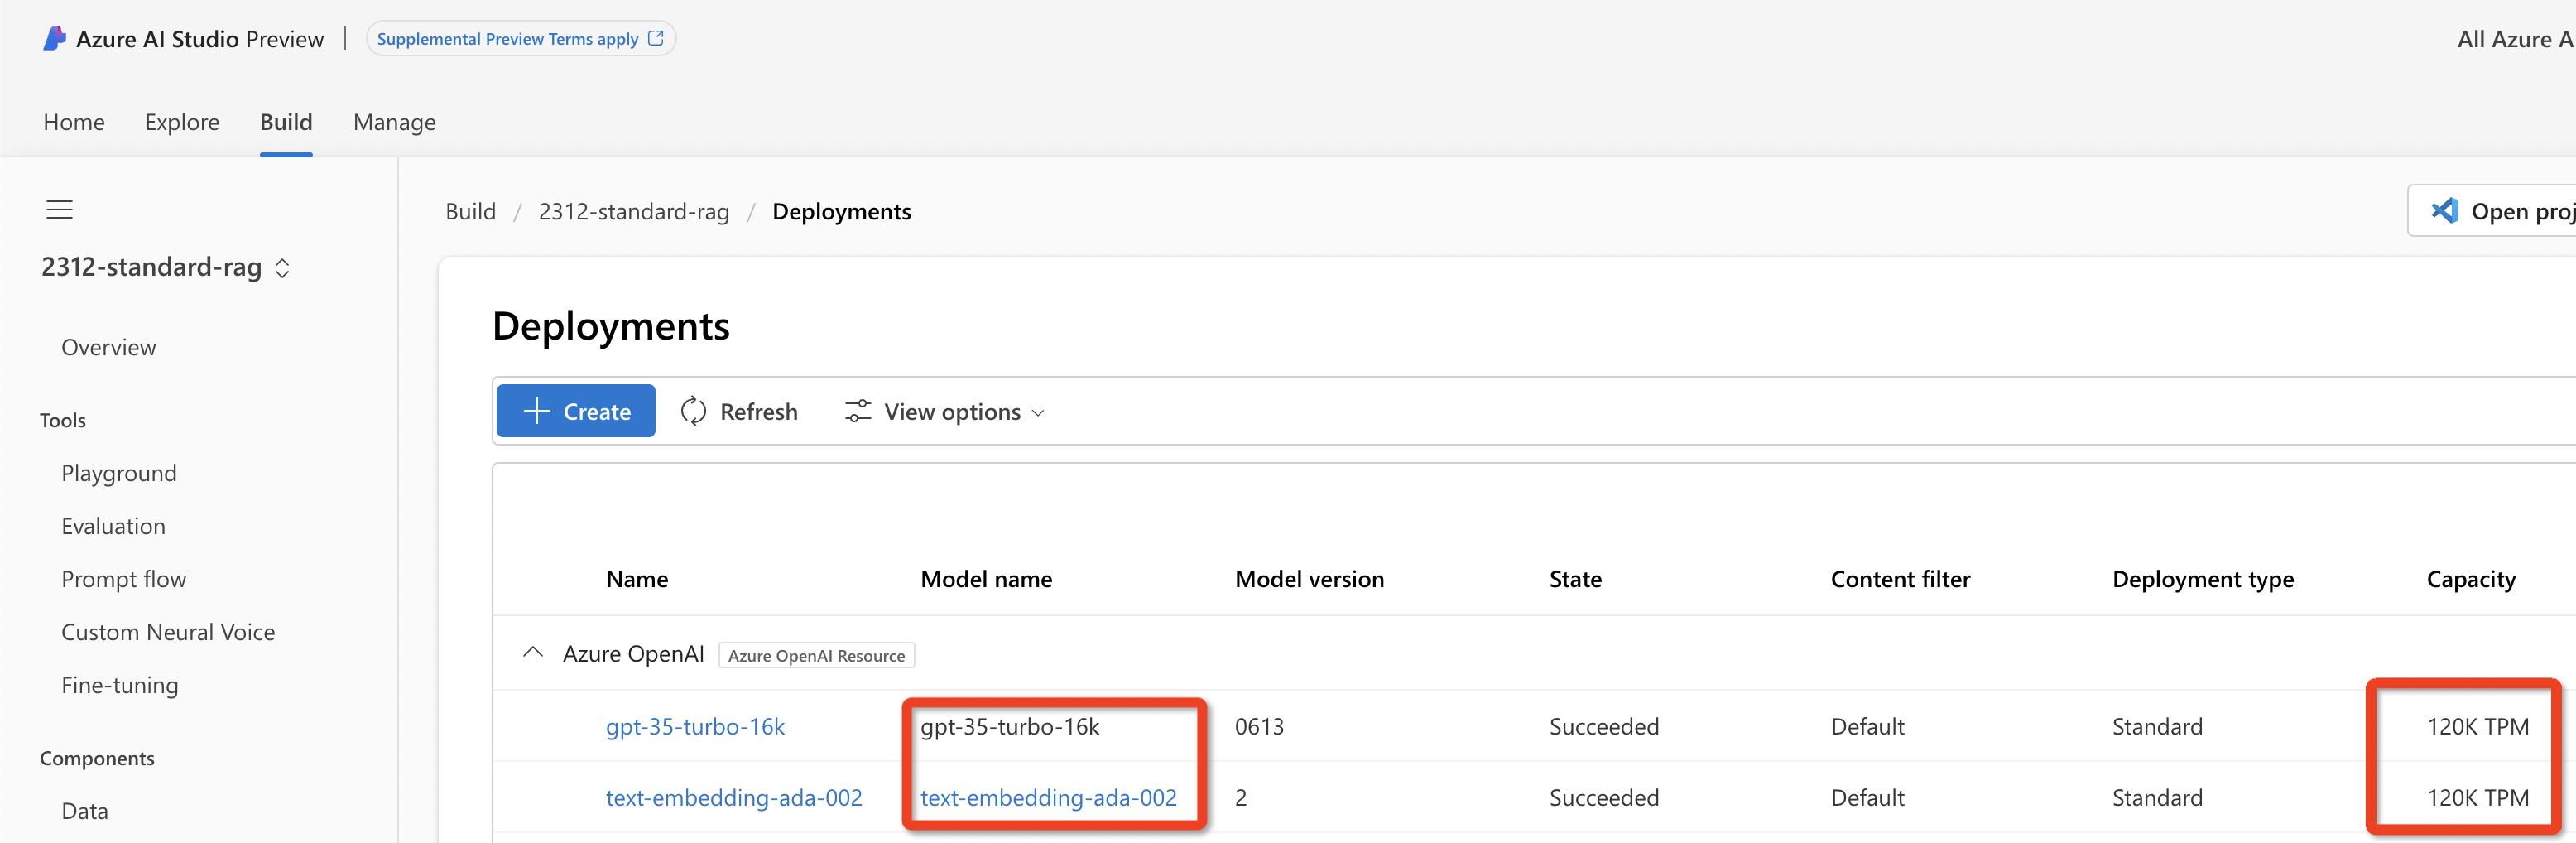 Azure AI Studio Preview | Supplemental Preview Terms apply All Azure A
Home Explore Build Manage
Build / 2312-standard-rag / Deployments Open proj
2312-standard-rag
Overview
Tools
Playground
Evaluation
Prompt flow
Custom Neural Voice
Fine-tuning
Components
Data
Deployments
Create Refresh View options
Name Model name Model version State Content filter Deployment type Capacity
Azure OpenAI Azure OpenAI Resource
gpt-35-turbo-16k gpt-35-turbo-16k 0613 Succeeded Default Standard 120K TPM
text-embedding-ada-002 text-embedding-ada-002 2 Succeeded Default Standard 120K TPM